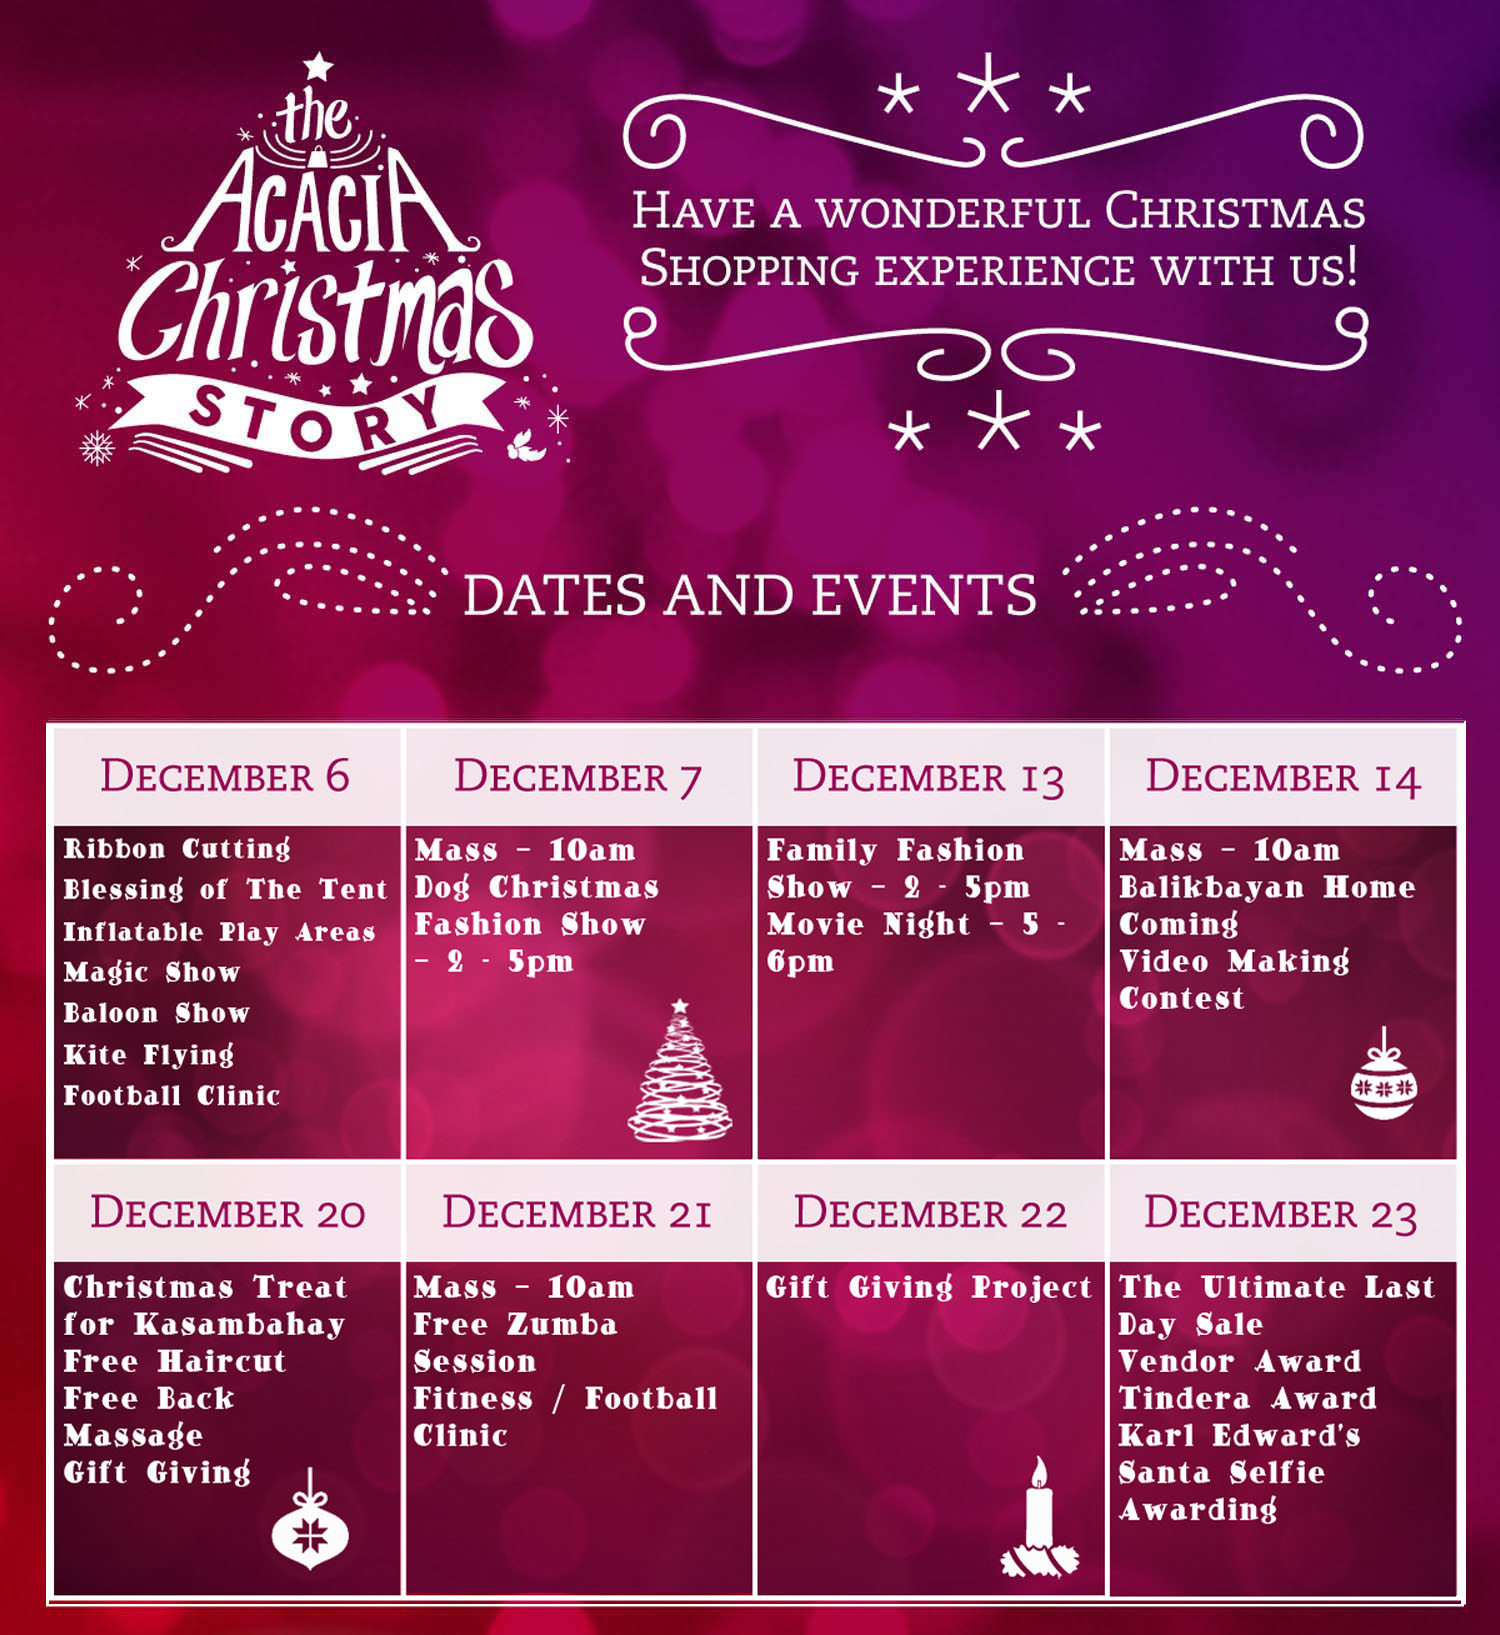 the
ACACIA
Christmas
STORY
Have a wonderful Christmas
Shopping experience with us!
DATES AND EVENTS
December 6
Ribbon Cutting
Blessing of The Tent
Inflatable Play Areas
Magic Show
Baloon Show
Kite Flying
Football Clinic
December 7
Mass – 10am
Dog Christmas
Fashion Show
– 2 - 5pm
December 13
Family Fashion
Show – 2 - 5pm
Movie Night – 5 -
6pm
December 14
Mass – 10am
Balikbayan Home
Coming
Video Making
Contest
December 20
Christmas Treat
for Kasambahay
Free Haircut
Free Back
Massage
Gift Giving
December 21
Mass – 10am
Free Zumba
Session
Fitness / Football
Clinic
December 22
Gift Giving Project
December 23
The Ultimate Last
Day Sale
Vendor Award
Tindera Award
Karl Edward's
Santa Selfie
Awarding